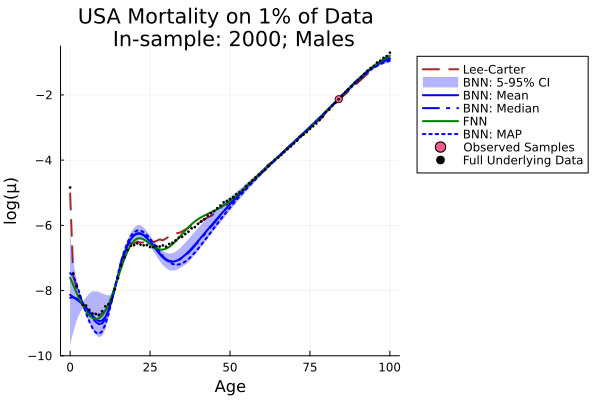 USA Mortality on 1% of Data
In-sample: 2000; Males
log(μ)
−2
−4
−6
−8
−10
0
25
50
75
100
Age
Lee-Carter
BNN: 5-95% CI
BNN: Mean
BNN: Median
FNN
BNN: MAP
Observed Samples
Full Underlying Data